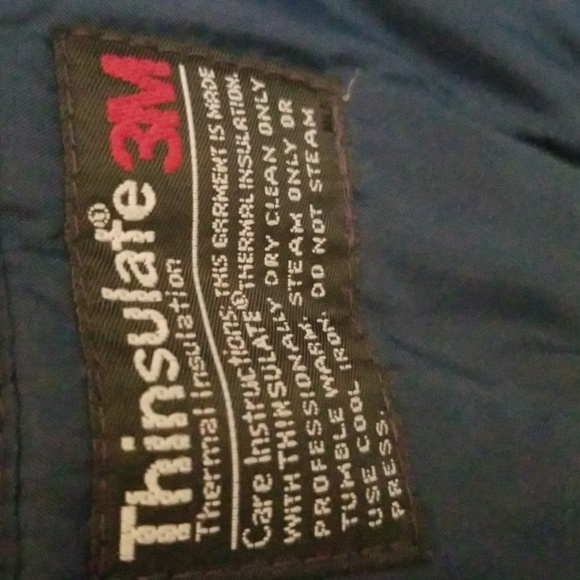 Thinsulate® 3M
Thermal Insulation
Care Instructions: THIS GARMENT IS MADE
WITH THINSULATE® THERMAL INSULATION.
PROFESSIONALLY DRY CLEAN ONLY
TUMBLE WARM. STEAM ONLY OR
USE COOL IRON. DO NOT STEAM
PRESS.